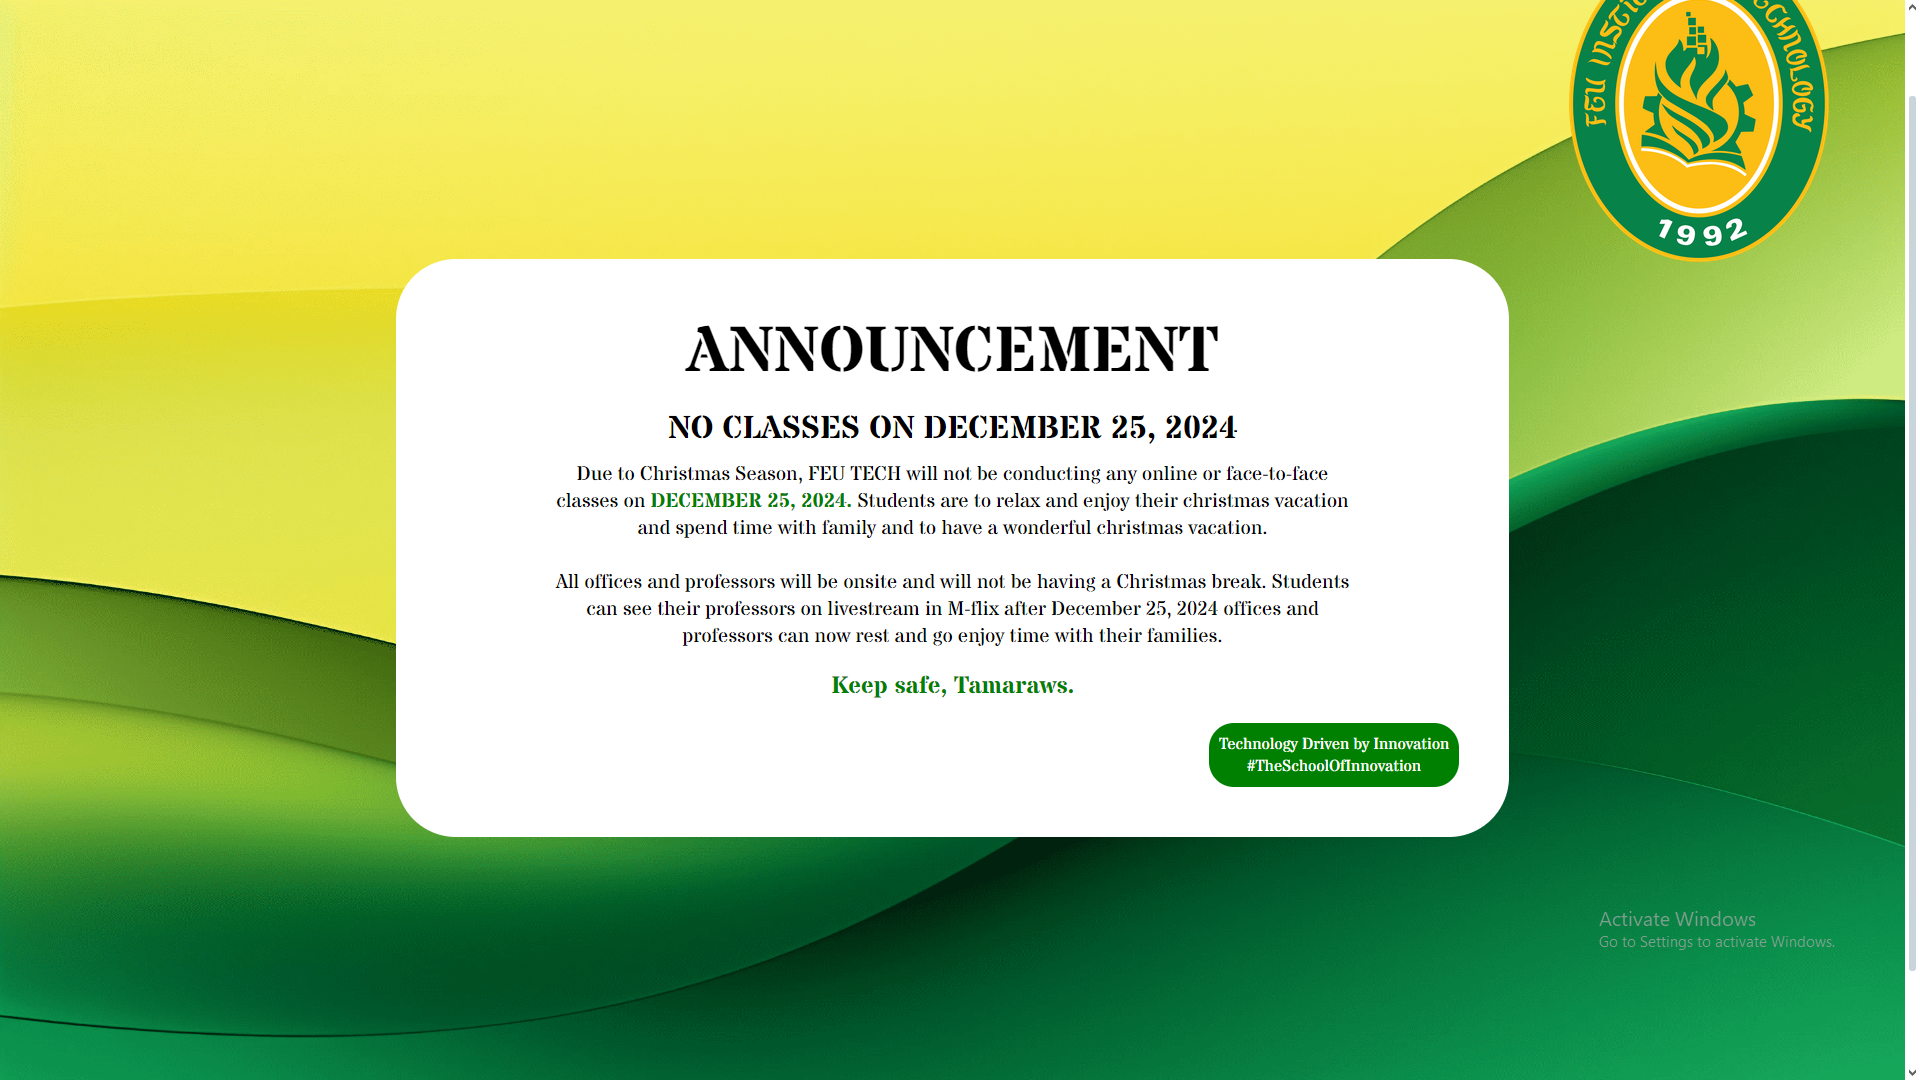 FEU INSTI TECHNOLOGY
1992
ANNOUNCEMENT
NO CLASSES ON DECEMBER 25, 2024
Due to Christmas Season, FEU TECH will not be conducting any online or face-to-face
classes on DECEMBER 25, 2024. Students are to relax and enjoy their christmas vacation
and spend time with family and to have a wonderful christmas vacation.
All offices and professors will be onsite and will not be having a Christmas break. Students
can see their professors on livestream in M-flix after December 25, 2024 offices and
professors can now rest and go enjoy time with their families.
Keep safe, Tamaraws.
Technology Driven by Innovation
#TheSchoolOfInnovation
Activate Windows
Go to Settings to activate Windows.